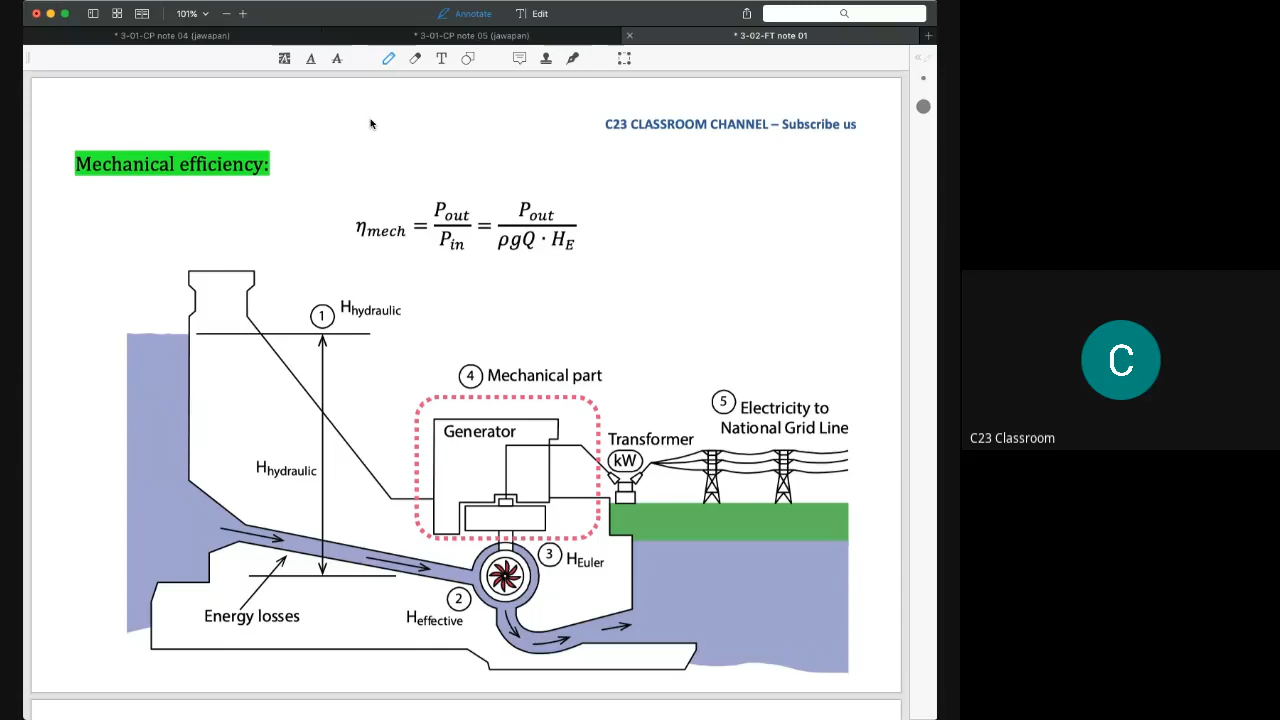 101%
Annotate
Edit
* 3-01-CP note 04 (jawapan)
* 3-01-CP note 05 (jawapan)
* 3-02-FT note 01
C23 CLASSROOM CHANNEL – Subscribe us
Mechanical efficiency:
η_mech = P_out / P_in = P_out / ρgQ · H_E
1 H_hydraulic
4 Mechanical part
5 Electricity to
National Grid Line
Generator
Transformer
kW
H_hydraulic
3 H_Euler
2
H_effective
Energy losses
C
C23 Classroom